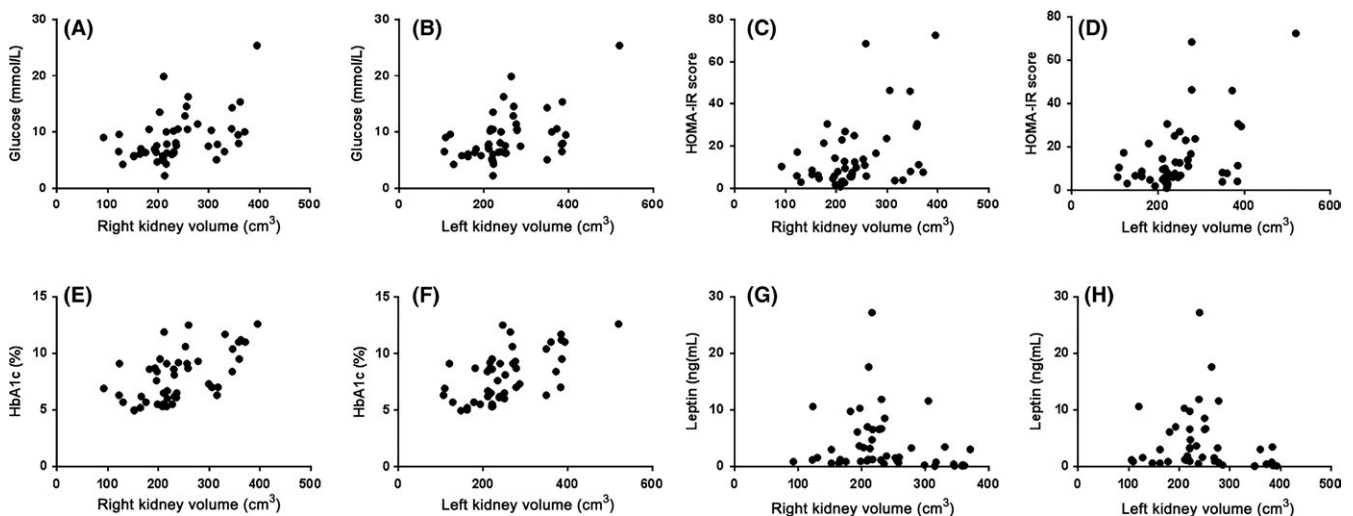 (A)
Glucose (mmol/L)
30
20
10
0
0 100 200 300 400 500
Right kidney volume (cm³)
(B)
Glucose (mmol/L)
30
20
10
0
0 200 400 600
Left kidney volume (cm³)
(C)
HOMA-IR score
80
60
40
20
0
0 100 200 300 400 500
Right kidney volume (cm³)
(D)
HOMA-IR score
80
60
40
20
0
0 200 400 600
Left kidney volume (cm³)
(E)
HbA1c (%)
15
10
5
0
0 100 200 300 400 500
Right kidney volume (cm³)
(F)
HbA1c (%)
15
10
5
0
0 200 400 600
Left kidney volume (cm³)
(G)
Leptin (ng(mL)
30
20
10
0
0 100 200 300 400
Right kidney volume (cm³)
(H)
Leptin (ng(mL)
30
20
10
0
0 200 400 600
Left kidney volume (cm³)